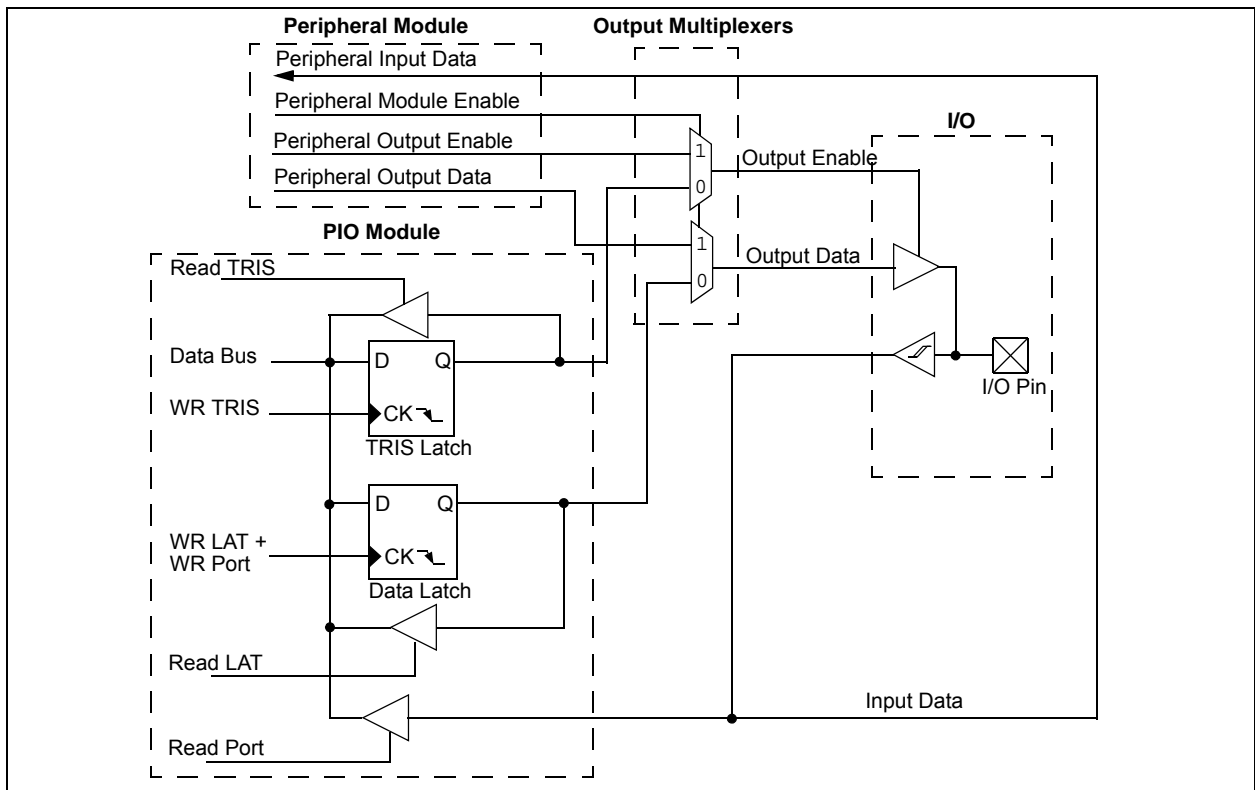 Peripheral Module
Output Multiplexers
Peripheral Input Data
Peripheral Module Enable
Peripheral Output Enable
Peripheral Output Data
1
0
1
0
Output Enable
Output Data
I/O
I/O Pin
PIO Module
Read TRIS
Data Bus
D
Q
WR TRIS
CK
TRIS Latch
D
Q
WR LAT +
WR Port
CK
Data Latch
Read LAT
Input Data
Read Port